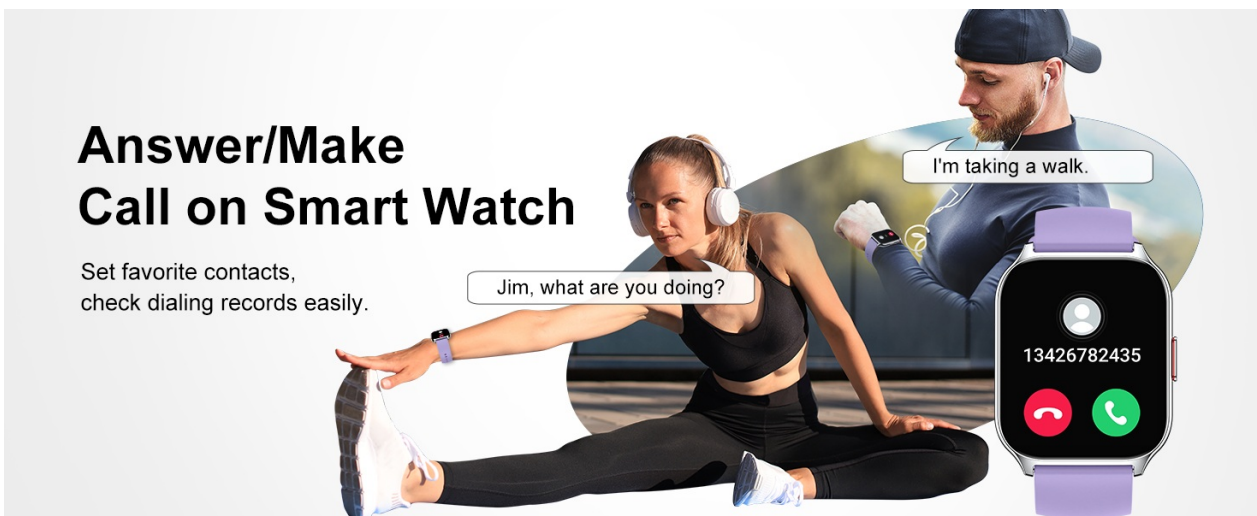 Answer/Make
Call on Smart Watch
Set favorite contacts,
check dialing records easily.
I'm taking a walk.
Jim, what are you doing?
13426782435